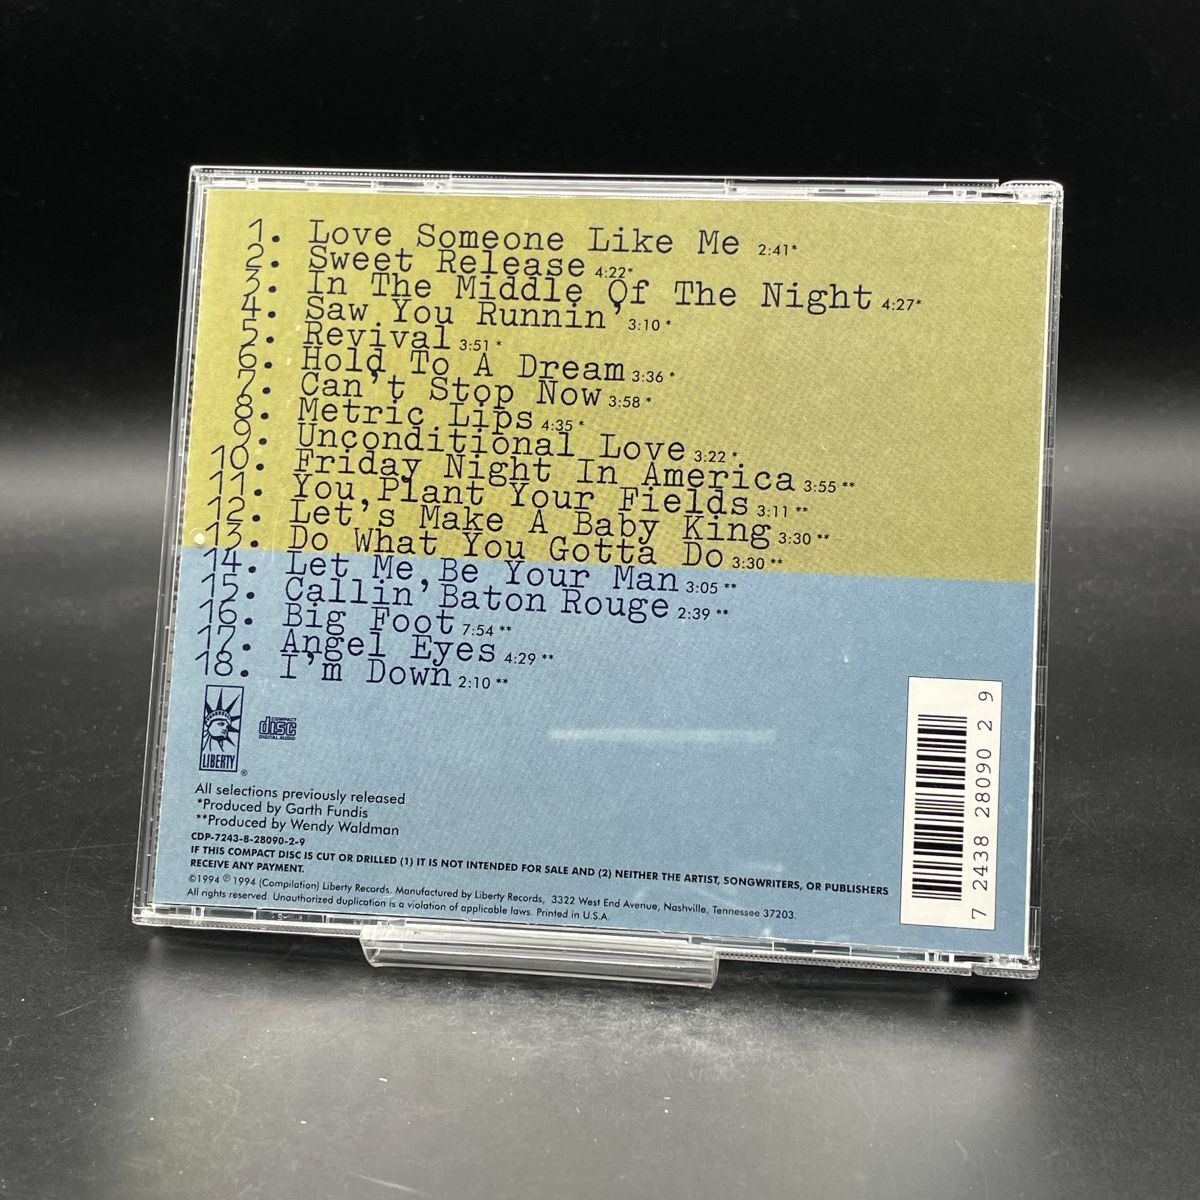 1. Love Someone Like Me 2:41*
2. Sweet Release 4:22*
3. In The Middle Of The Night 4:27*
4. Saw You Runnin' 3:10 *
5. Revival 3:51 *
6. Hold To A Dream 3:36 *
7. Can't Stop Now 3:58 *
8. Metric Lips 4:35 *
9. Unconditional Love 3:22 *
10. Friday Night In America 3:55 **
11. You Plant Your Fields 3:11 **
12. Let's Make A Baby King 3:30 **
13. Do What You Gotta Do 3:30 **
14. Let Me Be Your Man 3:05 **
15. Callin' Baton Rouge 2:39 **
16. Big Foot 7:54 **
17. Angel Eyes 4:29 **
18. I'm Down 2:10 **
LIBERTY ®
COMPACT
disc
DIGITAL AUDIO
All selections previously released
*Produced by Garth Fundis
**Produced by Wendy Waldman
CDP-7243-8-28090-2-9
IF THIS COMPACT DISC IS CUT OR DRILLED (1) IT IS NOT INTENDED FOR SALE AND (2) NEITHER THE ARTIST, SONGWRITERS, OR PUBLISHERS
RECEIVE ANY PAYMENT.
©1994 ℗1994 (Compilation) Liberty Records. Manufactured by Liberty Records, 3322 West End Avenue, Nashville, Tennessee 37203.
All rights reserved. Unauthorized duplication is a violation of applicable laws. Printed in U.S.A.
7 2438 28090 2 9